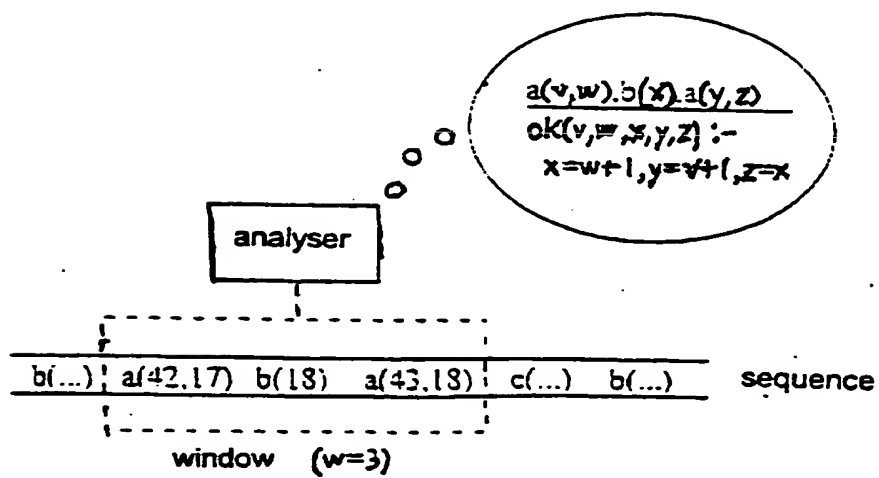 a(v,w).b(x).a(y,z)
ok(v,w,x,y,z) :-
x=w+1,y=v+1,z=x
analyser
b(...) a(42,17) b(18) a(43,18) c(...) b(...) sequence
window (w=3)